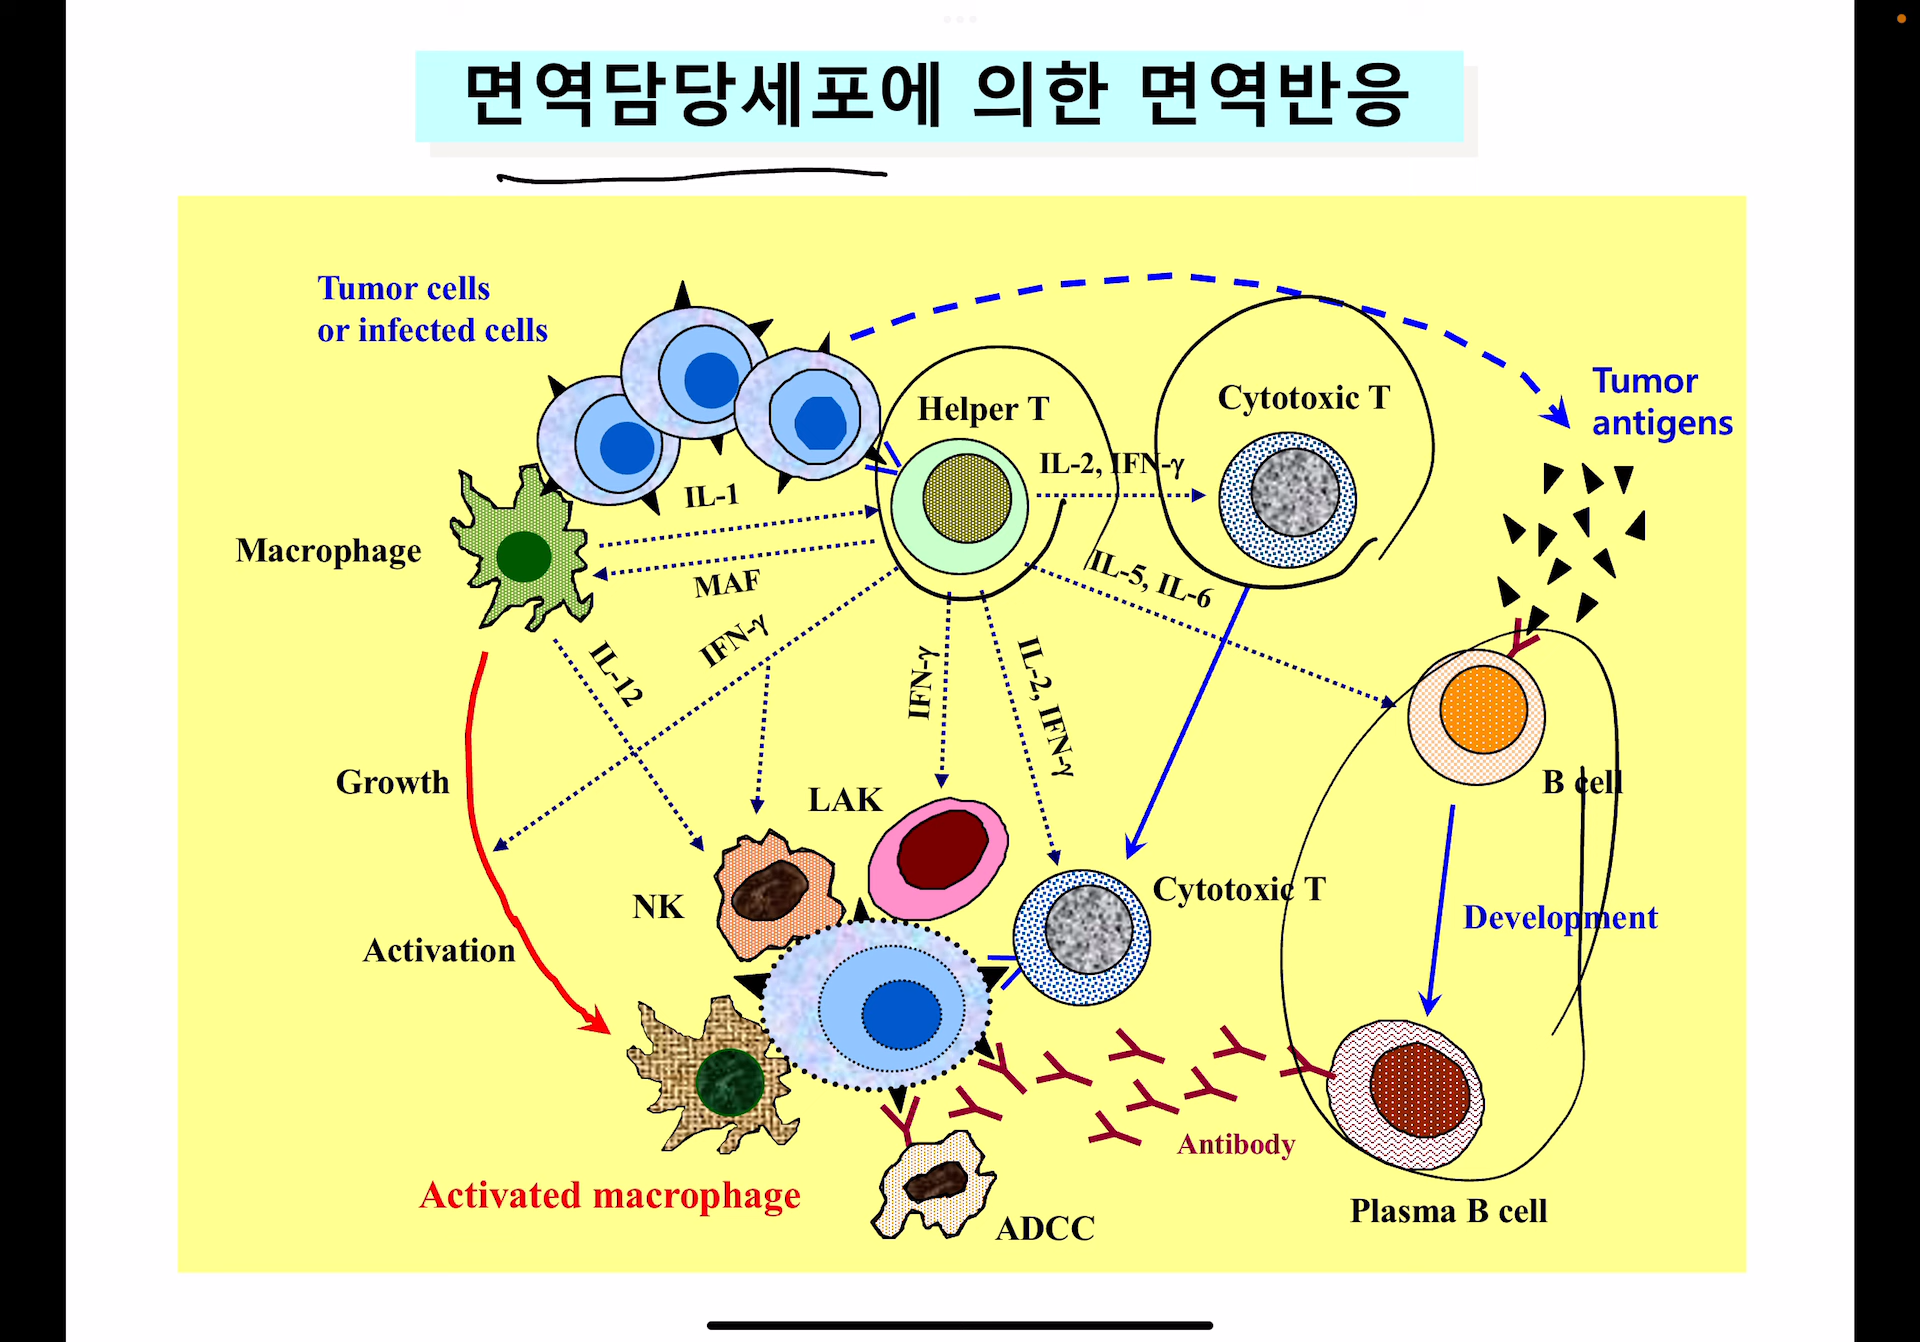 면역담당세포에 의한 면역반응
Tumor cells
or infected cells
Tumor
antigens
Helper T
Cytotoxic T
IL-2, IFN-γ
IL-1
Macrophage
MAF
IL-5, IL-6
IFN-γ
IL-12
IFN-γ
IL-2, IFN-γ
Growth
B cell
LAK
NK
Cytotoxic T
Development
Activation
Antibody
Activated macrophage
Plasma B cell
ADCC